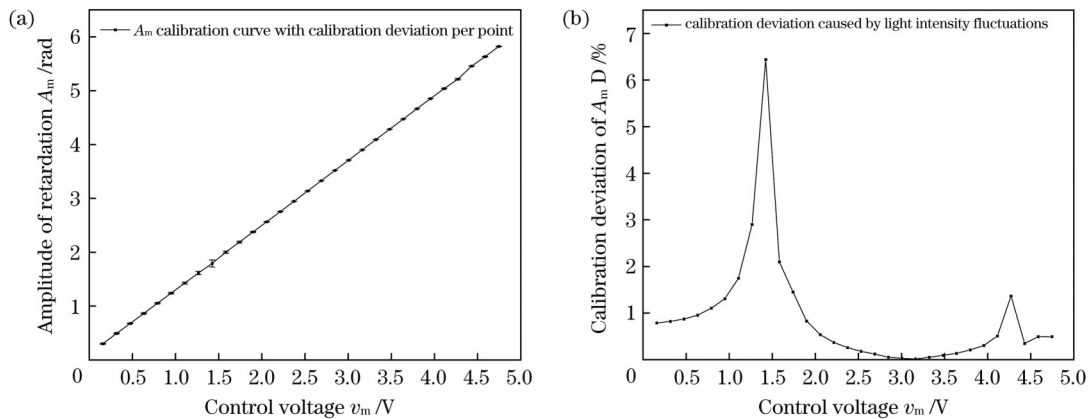 (a)
Am calibration curve with calibration deviation per point
Amplitude of retardation Am /rad
6
5
4
3
2
1
0
0.5 1.0 1.5 2.0 2.5 3.0 3.5 4.0 4.5 5.0
Control voltage vm /V
(b)
calibration deviation caused by light intensity fluctuations
Calibration deviation of Am D /%
7
6
5
4
3
2
1
0
0.5 1.0 1.5 2.0 2.5 3.0 3.5 4.0 4.5 5.0
Control voltage vm /V